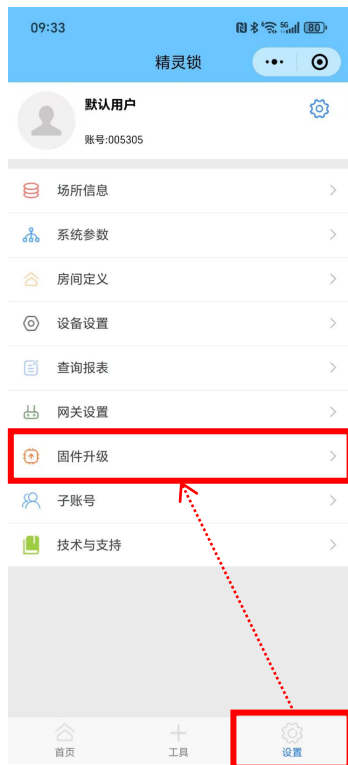 09:33
5G
80
精灵锁
默认用户
账号:005305
场所信息
系统参数
房间定义
设备设置
查询报表
网关设置
固件升级
子账号
技术与支持
首页
工具
设置